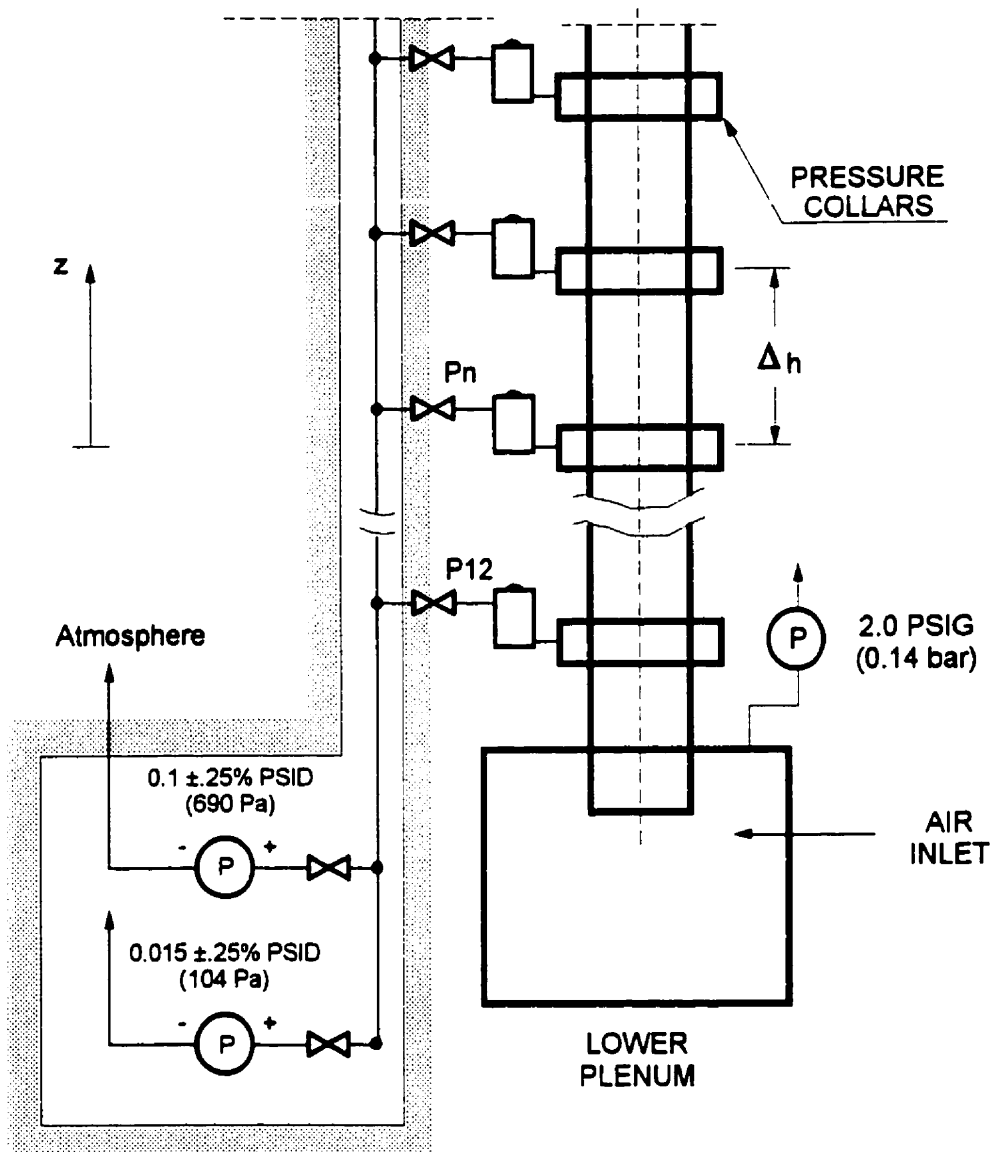 PRESSURE
COLLARS
z
Δh
Pn
P12
Atmosphere
P
2.0 PSIG
(0.14 bar)
0.1 ±.25% PSID
(690 Pa)
- P +
AIR
INLET
0.015 ±.25% PSID
(104 Pa)
- P +
LOWER
PLENUM